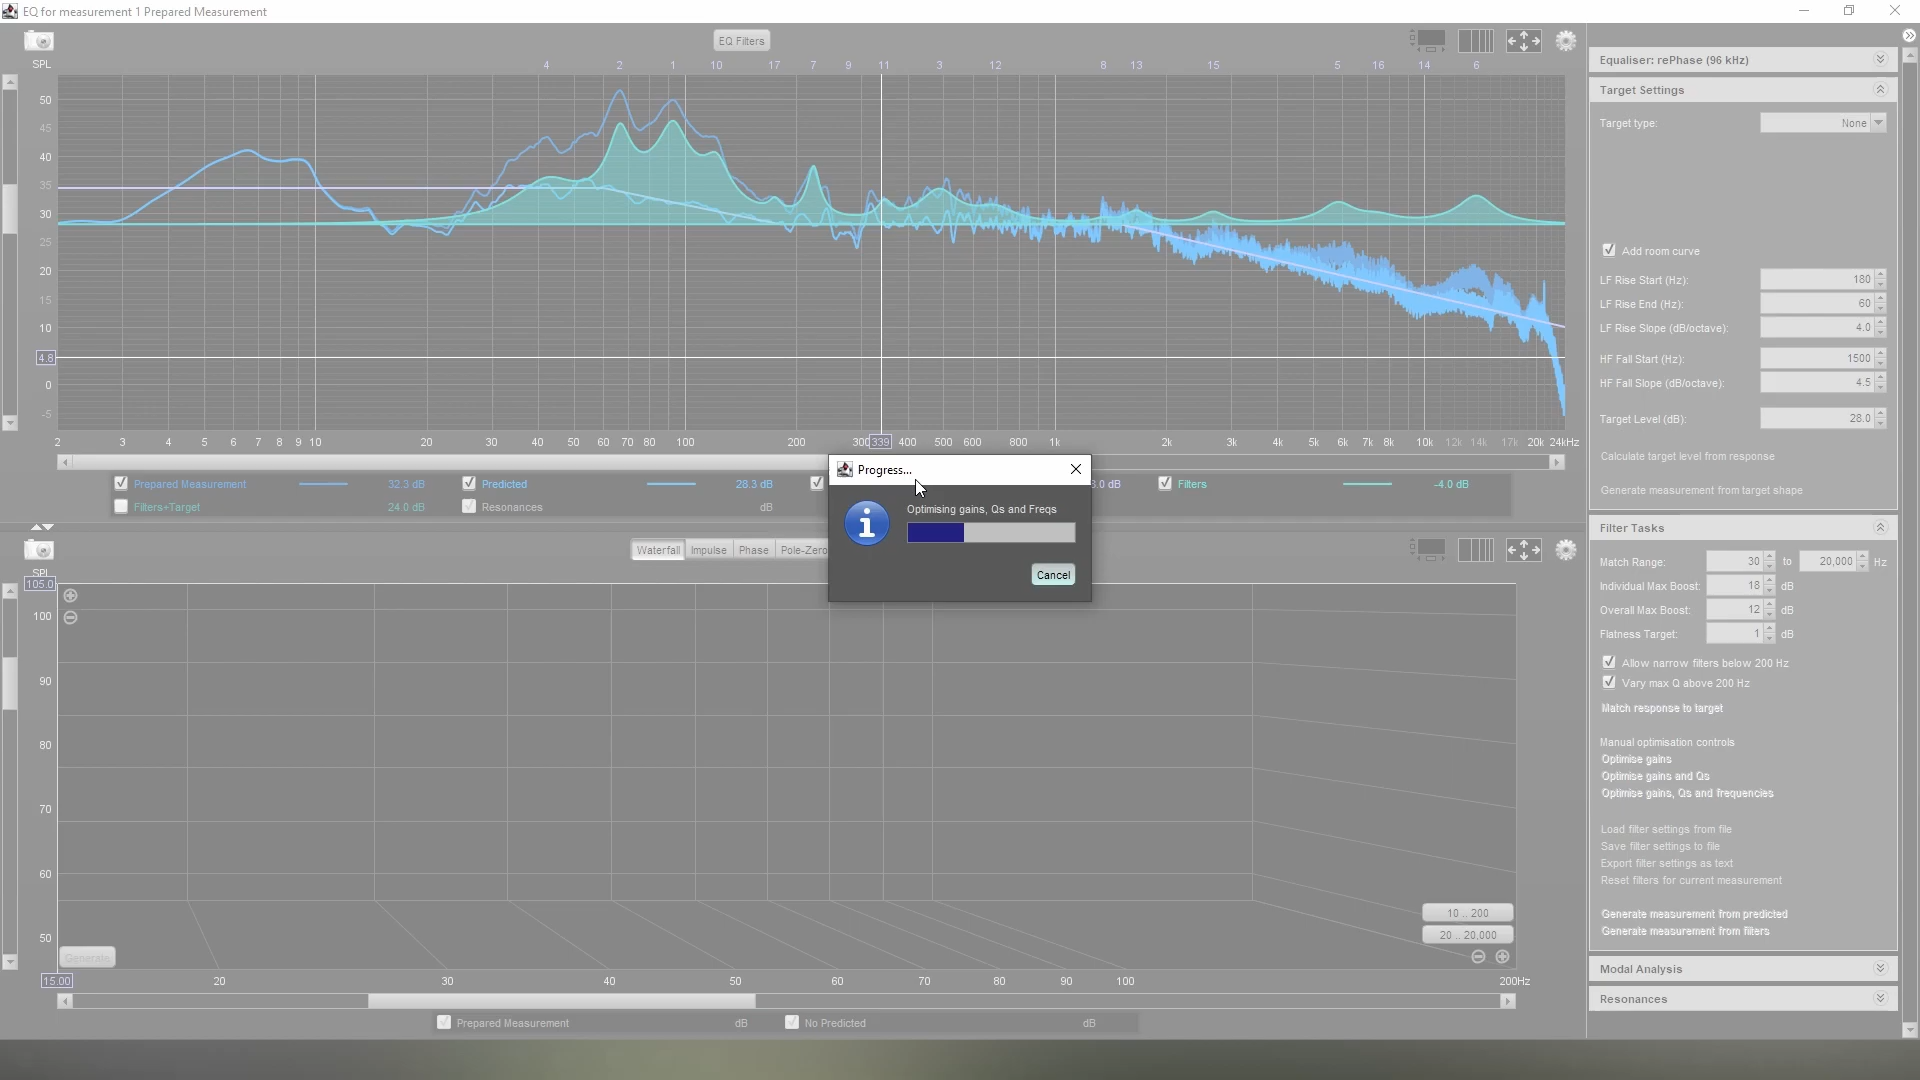 EQ for measurement 1 Prepared Measurement
EQ Filters
SPL
4 2 1 10 17 7 9 11 3 12 8 13 15 5 16 14 6
50
45
40
35
30
25
20
15
10
4.8
0
-5
2 3 4 5 6 7 8 9 10 20 30 40 50 60 70 80 100 200 300 339 400 500 600 800 1k 2k 3k 4k 5k 6k 7k 8k 10k 12k 14k 17k 20k 24kHz
Prepared Measurement 32.3 dB Predicted 28.3 dB 3.0 dB Filters -4.0 dB
Filters+Target 24.0 dB Resonances dB
Progress...
Optimising gains, Qs and Freqs
Cancel
Waterfall Impulse Phase Pole-Zero
SPL
105.0
100
90
80
70
60
50
Generate
10 .. 200
20 .. 20,000
15.00 20 30 40 50 60 70 80 90 100 200Hz
Prepared Measurement dB No Predicted dB
Equaliser: rePhase (96 kHz)
Target Settings
Target type: None
Add room curve
LF Rise Start (Hz): 180
LF Rise End (Hz): 60
LF Rise Slope (dB/octave): 4.0
HF Fall Start (Hz): 1500
HF Fall Slope (dB/octave): 4.5
Target Level (dB): 28.0
Calculate target level from response
Generate measurement from target shape
Filter Tasks
Match Range: 30 to 20,000 Hz
Individual Max Boost: 18 dB
Overall Max Boost: 12 dB
Flatness Target: 1 dB
Allow narrow filters below 200 Hz
Vary max Q above 200 Hz
Match response to target
Manual optimisation controls
Optimise gains
Optimise gains and Qs
Optimise gains, Qs and frequencies
Load filter settings from file
Save filter settings to file
Export filter settings as text
Reset filters for current measurement
Generate measurement from predicted
Generate measurement from filters
Modal Analysis
Resonances